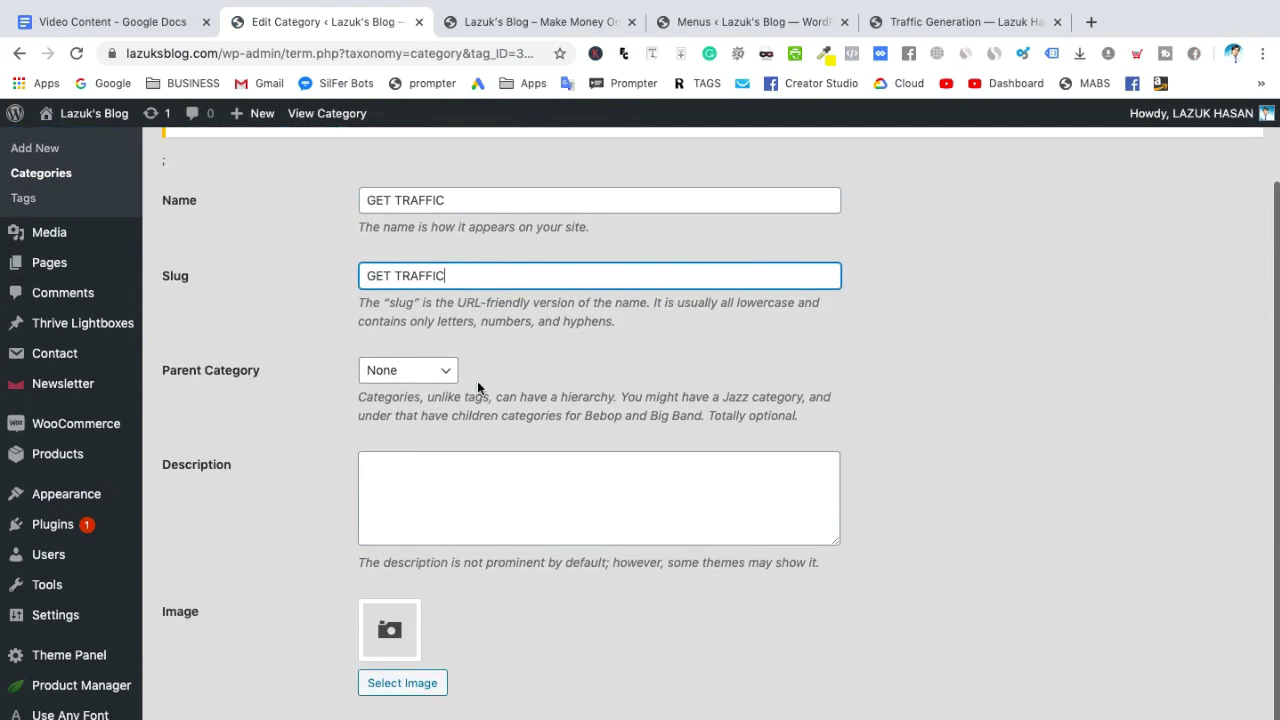 Video Content - Google Docs
Edit Category ‹ Lazuk's Blog —
Lazuk's Blog – Make Money On
Menus ‹ Lazuk's Blog — WordP
Traffic Generation — Lazuk Ha
lazuksblog.com/wp-admin/term.php?taxonomy=category&tag_ID=3...
Apps
Google
BUSINESS
Gmail
SilFer Bots
prompter
Apps
Prompter
TAGS
Creator Studio
Cloud
Dashboard
MABS
Lazuk's Blog
1
0
New
View Category
Howdy, LAZUK HASAN
Add New
Categories
Tags
Media
Pages
Comments
Thrive Lightboxes
Contact
Newsletter
WooCommerce
Products
Appearance
Plugins 1
Users
Tools
Settings
Theme Panel
Product Manager
Use Any Font
;
Name
GET TRAFFIC
The name is how it appears on your site.
Slug
GET TRAFFIC
The “slug” is the URL-friendly version of the name. It is usually all lowercase and
contains only letters, numbers, and hyphens.
Parent Category
None
Categories, unlike tags, can have a hierarchy. You might have a Jazz category, and
under that have children categories for Bebop and Big Band. Totally optional.
Description
The description is not prominent by default; however, some themes may show it.
Image
Select Image